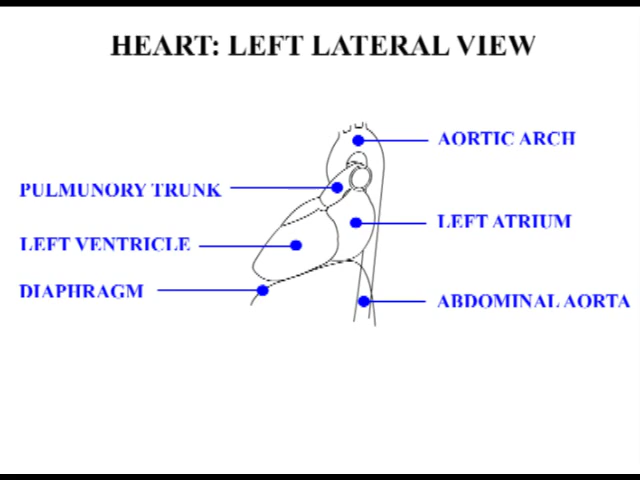 HEART: LEFT LATERAL VIEW
AORTIC ARCH
PULMUNORY TRUNK
LEFT ATRIUM
LEFT VENTRICLE
DIAPHRAGM
ABDOMINAL AORTA